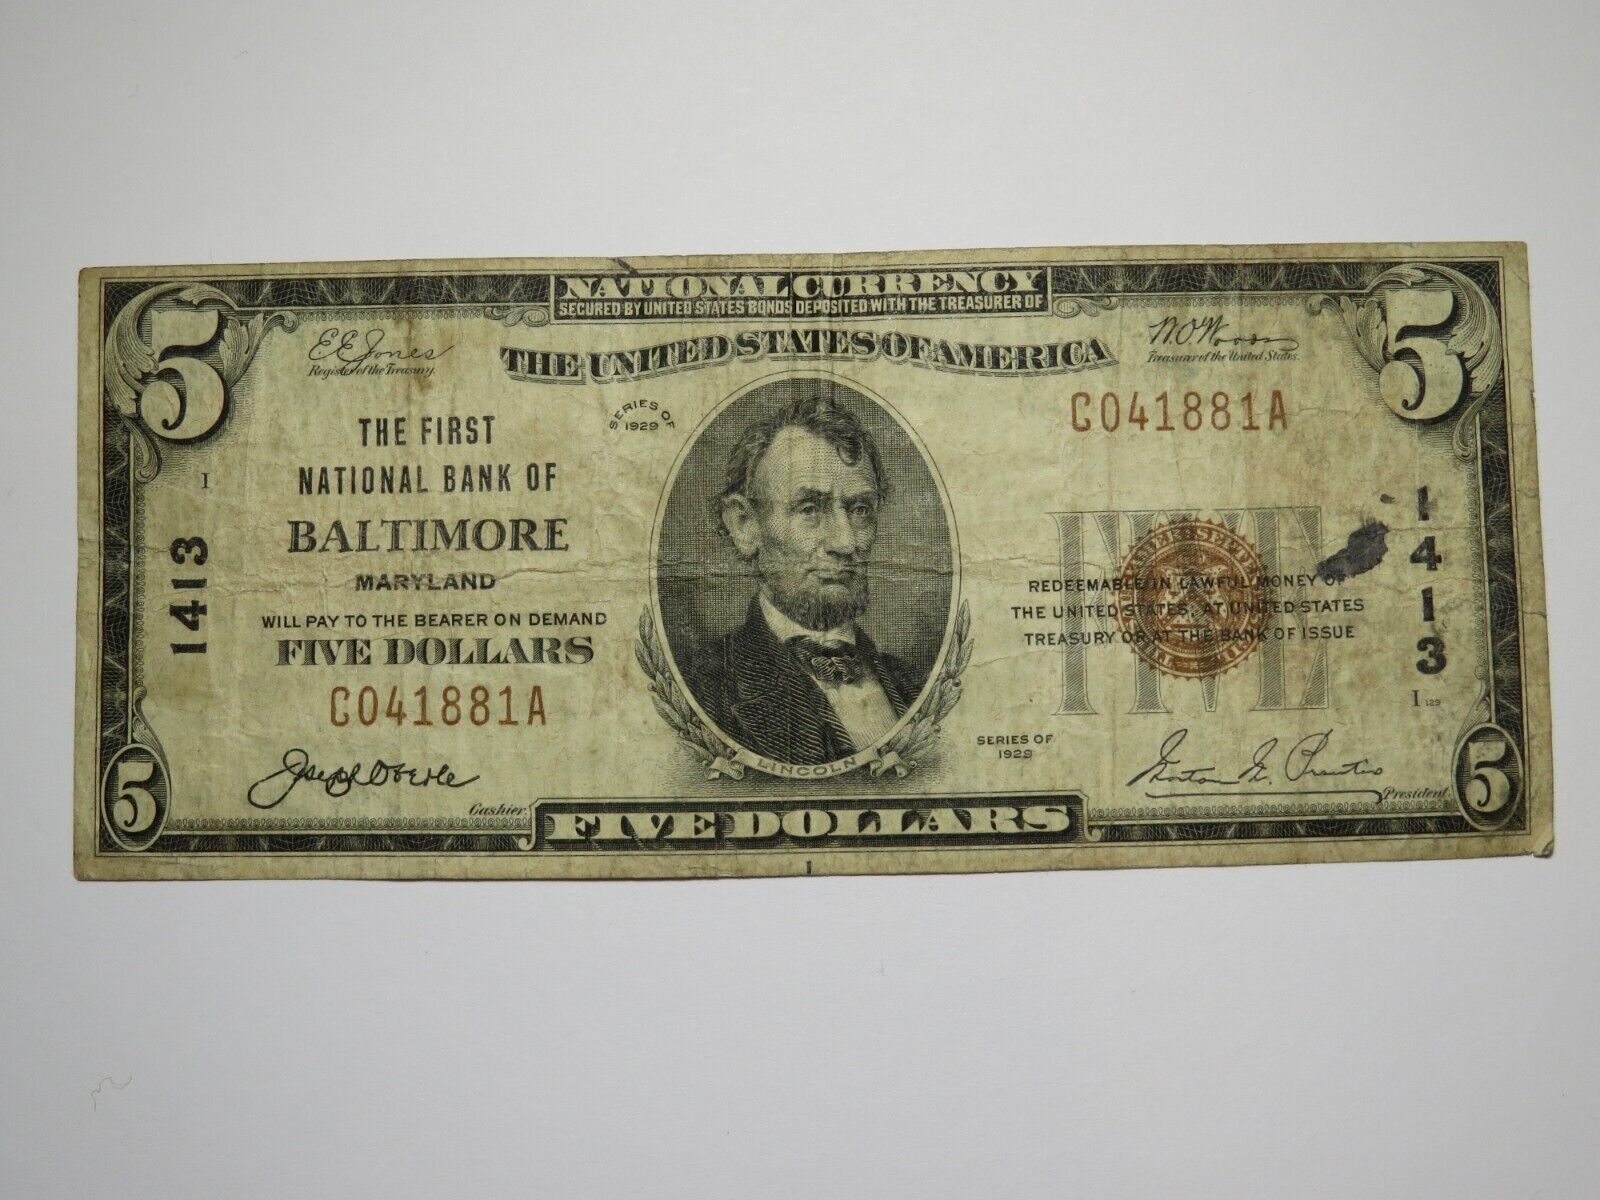 NATIONAL CURRENCY
SECURED BY UNITED STATES BONDS DEPOSITED WITH THE TREASURER OF
THE UNITED STATES OF AMERICA
5
5
E E Jones
Register of the Treasury.
W. O. Woods
Treasurer of the United States.
SERIES OF
1929
C041881A
THE FIRST
NATIONAL BANK OF
BALTIMORE
MARYLAND
WILL PAY TO THE BEARER ON DEMAND
FIVE DOLLARS
C041881A
I
1413
FIVE
REDEEMABLE IN LAWFUL MONEY OF
THE UNITED STATES, AT UNITED STATES
TREASURY OR AT THE BANK OF ISSUE
1413
I 129
LINCOLN
SERIES OF
1929
Cashier.
President.
5
FIVE DOLLARS
5